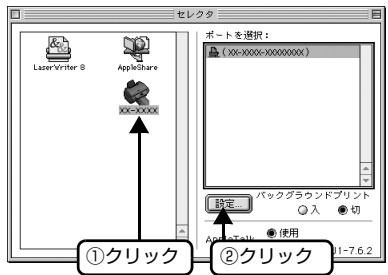 セレクタ
LaserWriter 8
AppleShare
XX-XXXX
ポートを選択:
( XX-XXXX-XXXXXXX )
設定...
バックグラウンドプリント
入 切
AppleTalk 使用
J1-7.6.2
①クリック
②クリック